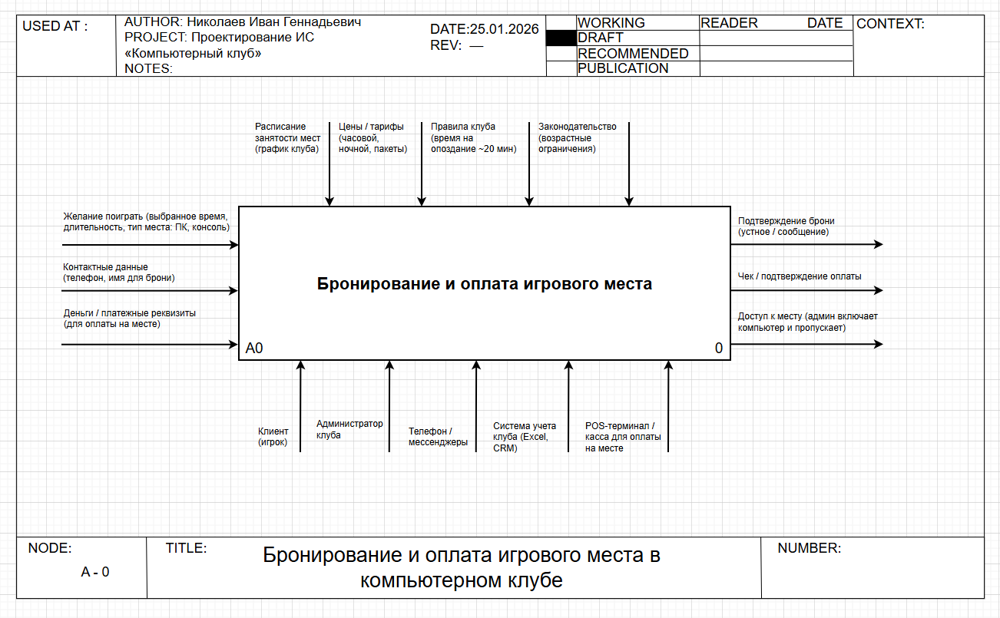 USED AT :
AUTHOR: Николаев Иван Геннадьевич
PROJECT: Проектирование ИС
«Компьютерный клуб»
NOTES:
DATE:25.01.2026
REV: —
WORKING
DRAFT
RECOMMENDED
PUBLICATION
READER DATE
CONTEXT:
Расписание
занятости мест
(график клуба)
Цены / тарифы
(часовой,
ночной, пакеты)
Правила клуба
(время на
опоздание ~20 мин)
Законодательство
(возрастные
ограничения)
Желание поиграть (выбранное время,
длительность, тип места: ПК, консоль)
Контактные данные
(телефон, имя для брони)
Деньги / платежные реквизиты
(для оплаты на месте)
Бронирование и оплата игрового места
A0
0
Подтверждение брони
(устное / сообщение)
Чек / подтверждение оплаты
Доступ к месту (админ включает
компьютер и пропускает)
Клиент
(игрок)
Администратор
клуба
Телефон /
мессенджеры
Система учета
клуба (Excel,
CRM)
POS-терминал /
касса для оплаты
на месте
NODE:
A - 0
TITLE:
Бронирование и оплата игрового места в
компьютерном клубе
NUMBER: